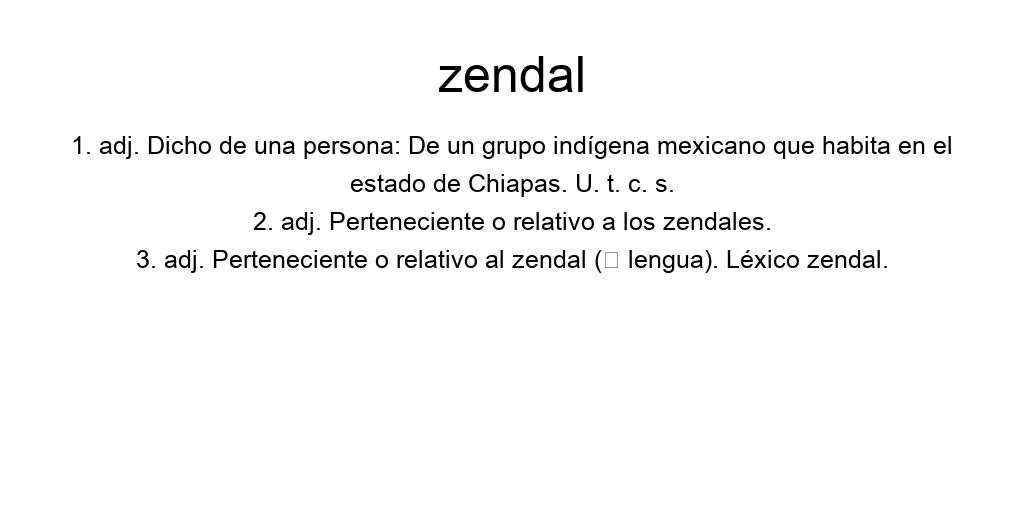 zendal
1. adj. Dicho de una persona: De un grupo indígena mexicano que habita en el
estado de Chiapas. U. t. c. s.
2. adj. Perteneciente o relativo a los zendales.
3. adj. Perteneciente o relativo al zendal (□ lengua). Léxico zendal.